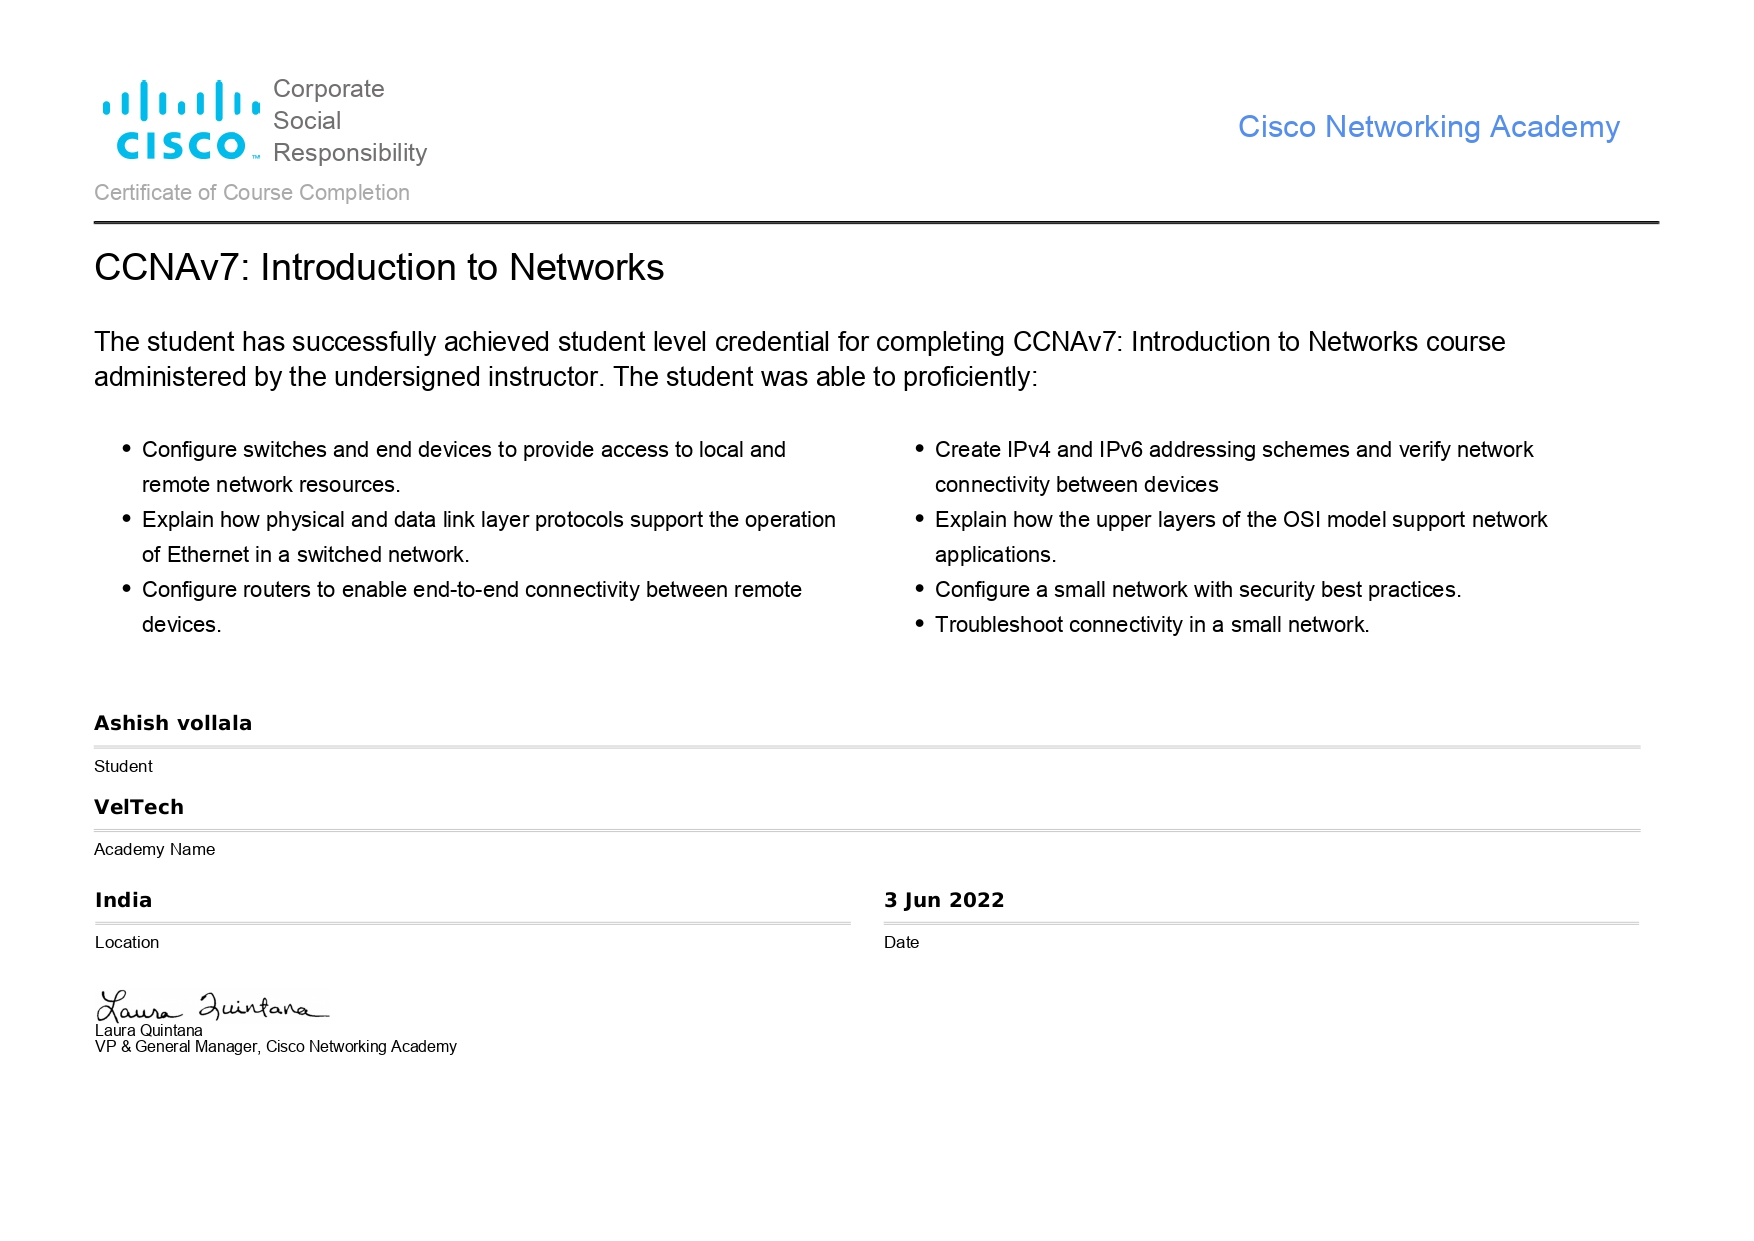 Corporate
Social
Responsibility
CISCO™
Cisco Networking Academy
Certificate of Course Completion
CCNAv7: Introduction to Networks
The student has successfully achieved student level credential for completing CCNAv7: Introduction to Networks course
administered by the undersigned instructor. The student was able to proficiently:
• Configure switches and end devices to provide access to local and
remote network resources.
• Explain how physical and data link layer protocols support the operation
of Ethernet in a switched network.
• Configure routers to enable end-to-end connectivity between remote
devices.
• Create IPv4 and IPv6 addressing schemes and verify network
connectivity between devices
• Explain how the upper layers of the OSI model support network
applications.
• Configure a small network with security best practices.
• Troubleshoot connectivity in a small network.
Ashish vollala
Student
VelTech
Academy Name
India
Location
3 Jun 2022
Date
Laura Quintana
Laura Quintana
VP & General Manager, Cisco Networking Academy